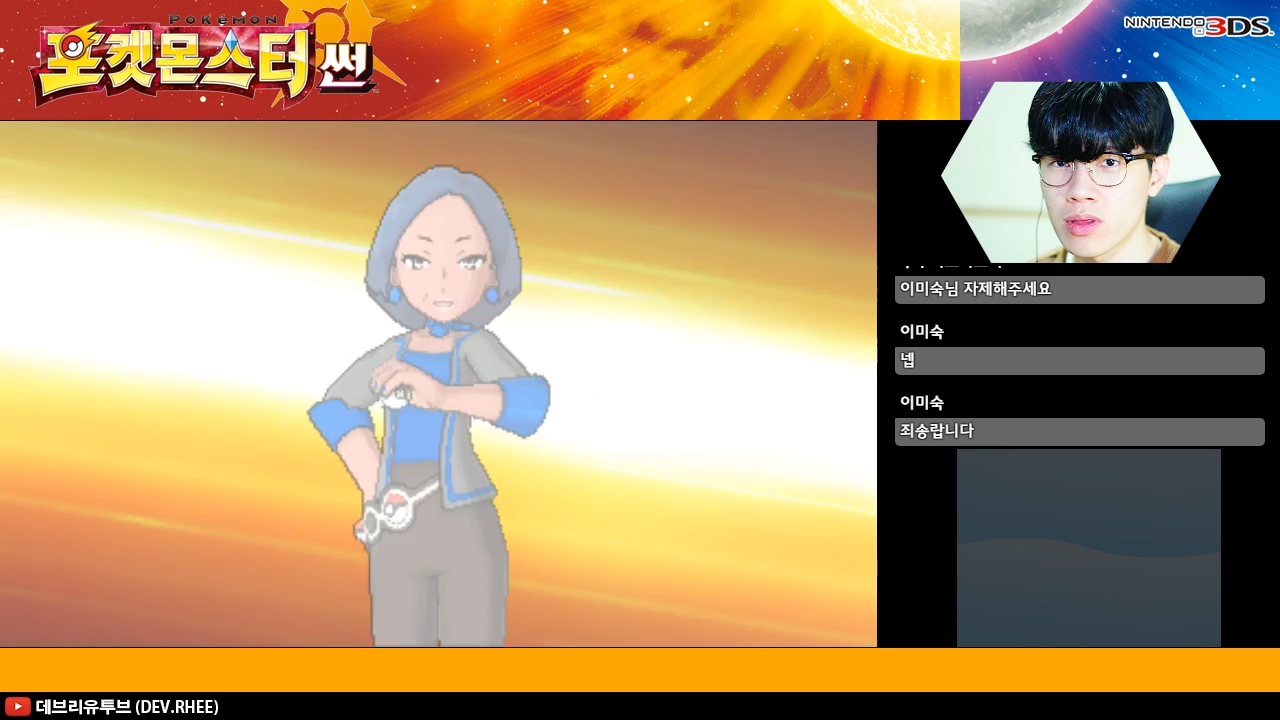 POKéMON
포켓몬스터 썬
NINTENDO 3DS
이미숙님 자제해주세요
이미숙
넵
이미숙
죄송랍니다
데브리유투브 (DEV.RHEE)